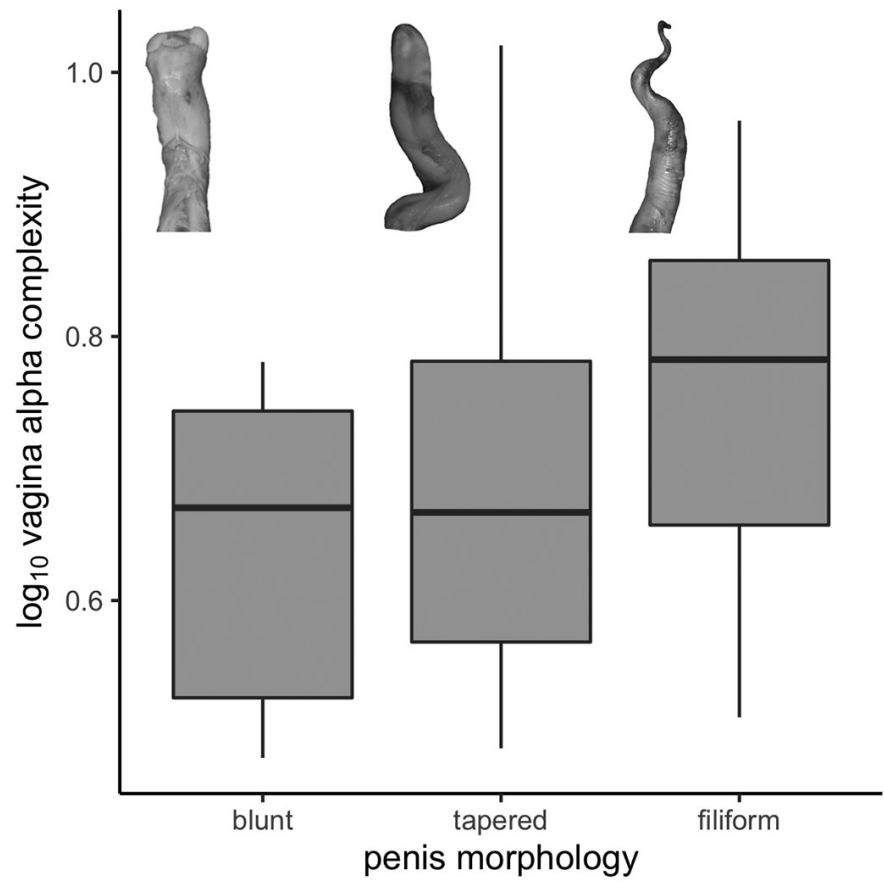 1.0
0.8
0.6
log₁₀ vagina alpha complexity
blunt tapered filiform
penis morphology